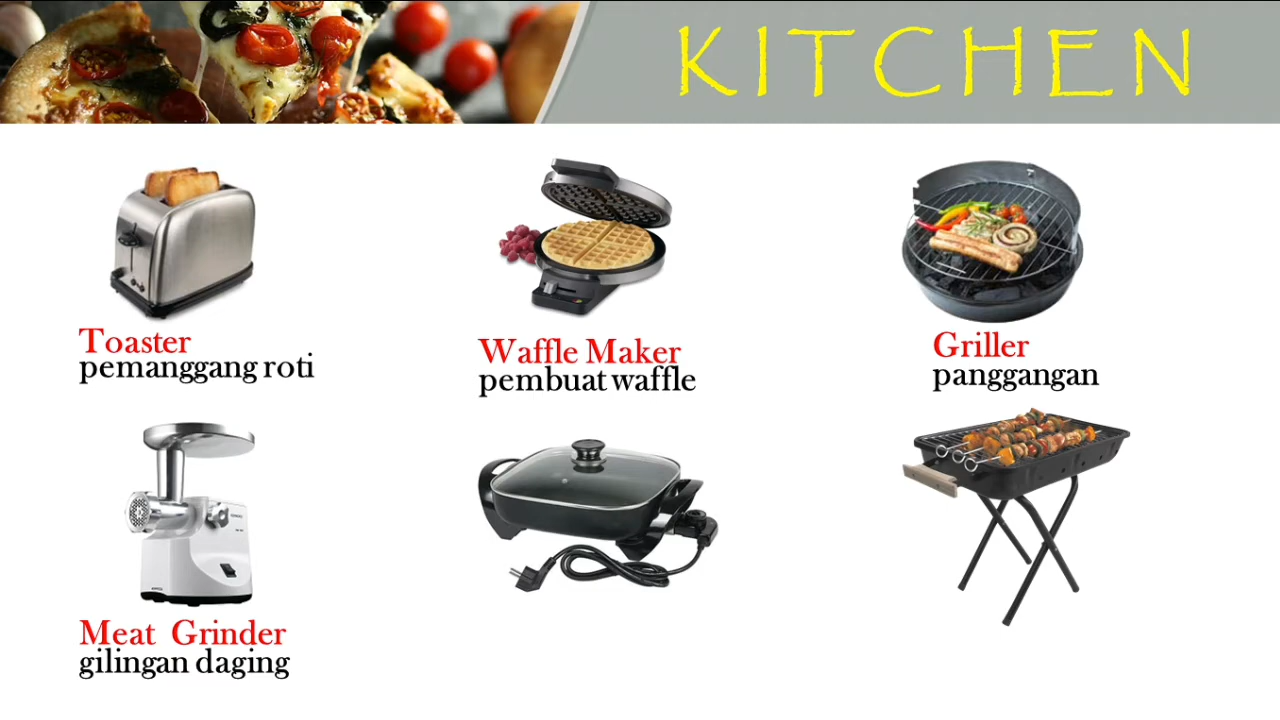 KITCHEN
Toaster
pemanggang roti
Waffle Maker
pembuat waffle
Griller
panggangan
Meat Grinder
gilingan daging